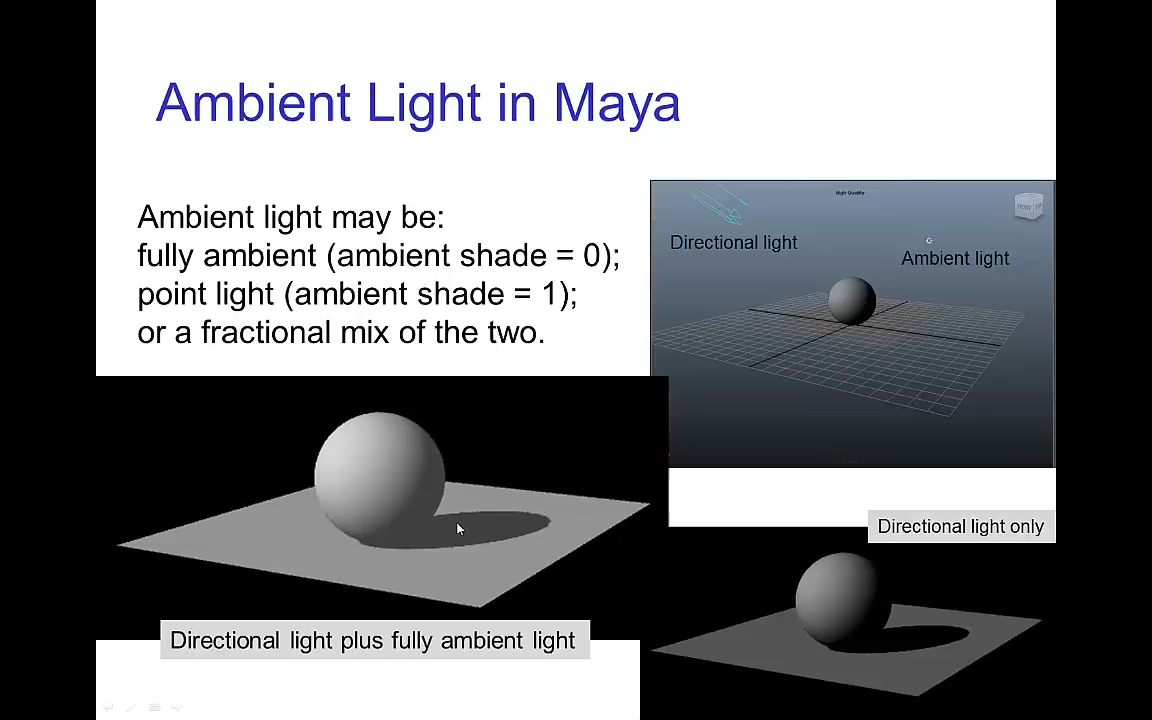 Ambient Light in Maya
Ambient light may be:
fully ambient (ambient shade = 0);
point light (ambient shade = 1);
or a fractional mix of the two.
High Quality
Directional light
Ambient light
FRONT
Directional light only
Directional light plus fully ambient light